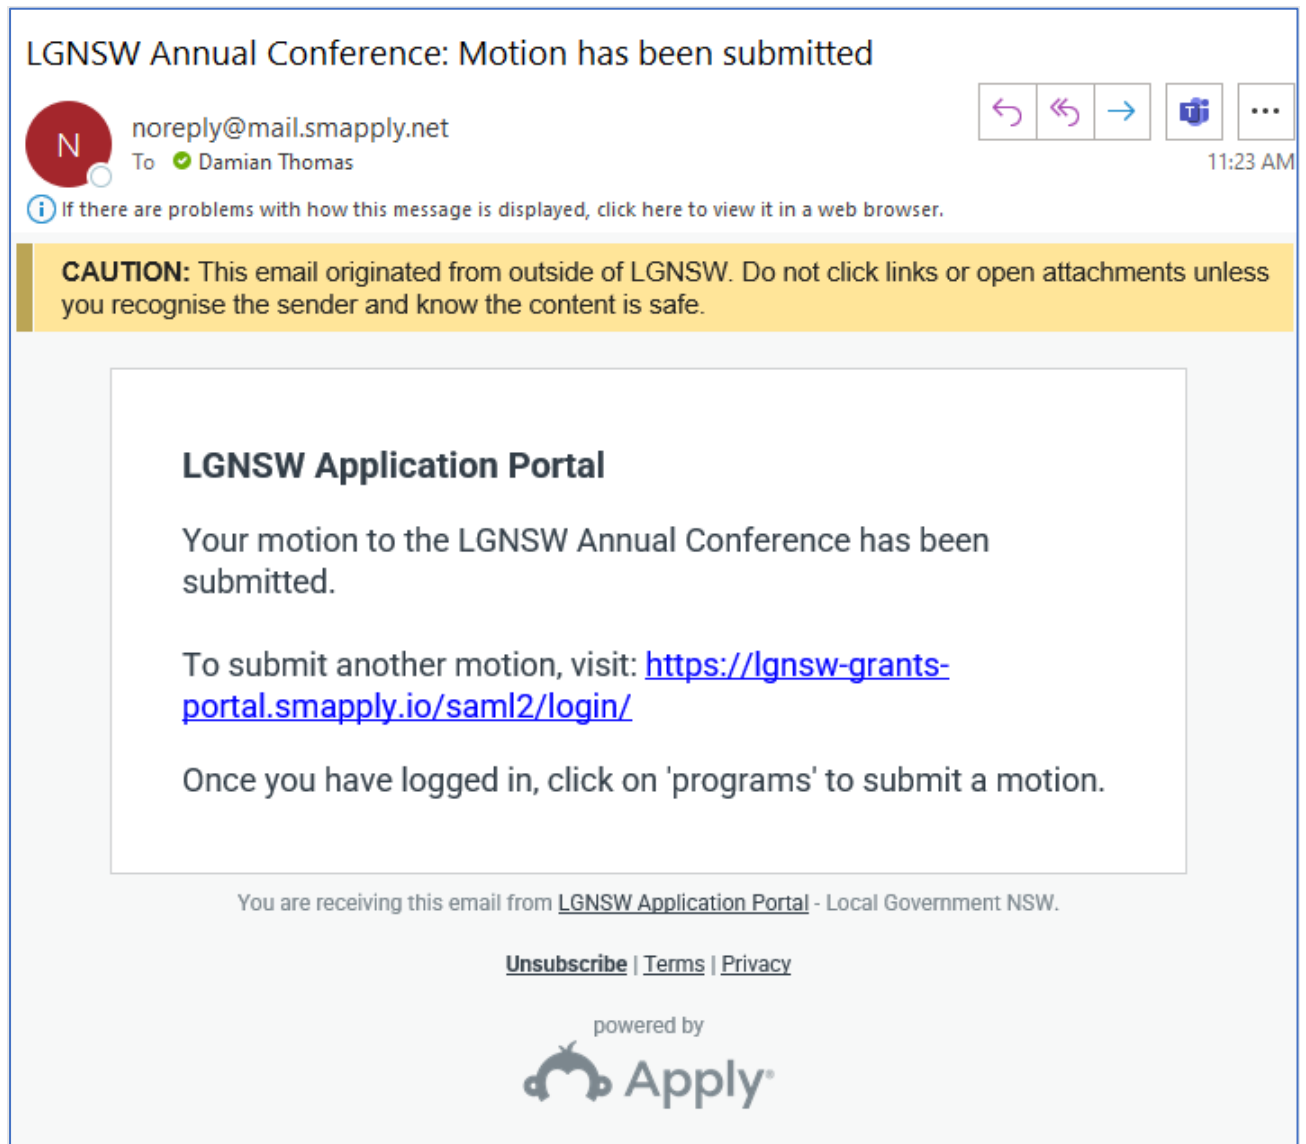 LGNSW Annual Conference: Motion has been submitted
N
noreply@mail.smapply.net
To Damian Thomas
11:23 AM
If there are problems with how this message is displayed, click here to view it in a web browser.
CAUTION: This email originated from outside of LGNSW. Do not click links or open attachments unless
you recognise the sender and know the content is safe.
LGNSW Application Portal
Your motion to the LGNSW Annual Conference has been
submitted.
To submit another motion, visit: https://lgnsw-grants-
portal.smapply.io/saml2/login/
Once you have logged in, click on 'programs' to submit a motion.
You are receiving this email from LGNSW Application Portal - Local Government NSW.
Unsubscribe | Terms | Privacy
powered by
Apply®